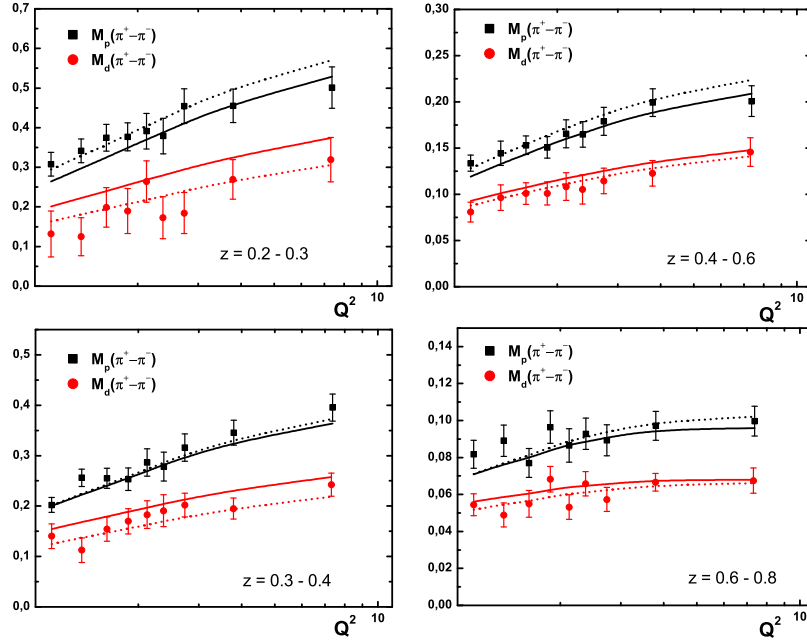 0,7
0,6
0,5
0,4
0,3
0,2
0,1
0,0
M_p(π⁺–π⁻)
M_d(π⁺–π⁻)
z = 0.2 - 0.3
Q² 10
0,30
0,25
0,20
0,15
0,10
0,05
0,00
M_p(π⁺–π⁻)
M_d(π⁺–π⁻)
z = 0.4 - 0.6
Q² 10
0,5
0,4
0,3
0,2
0,1
0,0
M_p(π⁺–π⁻)
M_d(π⁺–π⁻)
z = 0.3 - 0.4
Q² 10
0,14
0,12
0,10
0,08
0,06
0,04
0,02
0,00
M_p(π⁺–π⁻)
M_d(π⁺–π⁻)
z = 0.6 - 0.8
Q² 10